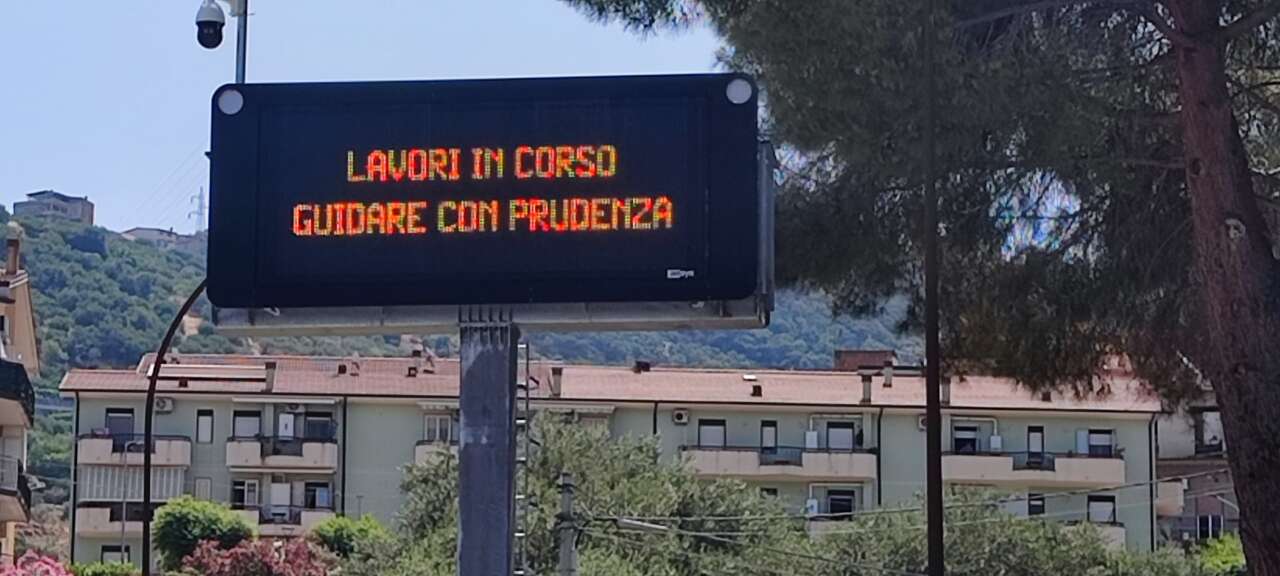 LAVORI IN CORSO
GUIDARE CON PRUDENZA